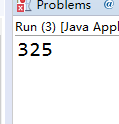 Problems @
Run (3) [Java Appl
325